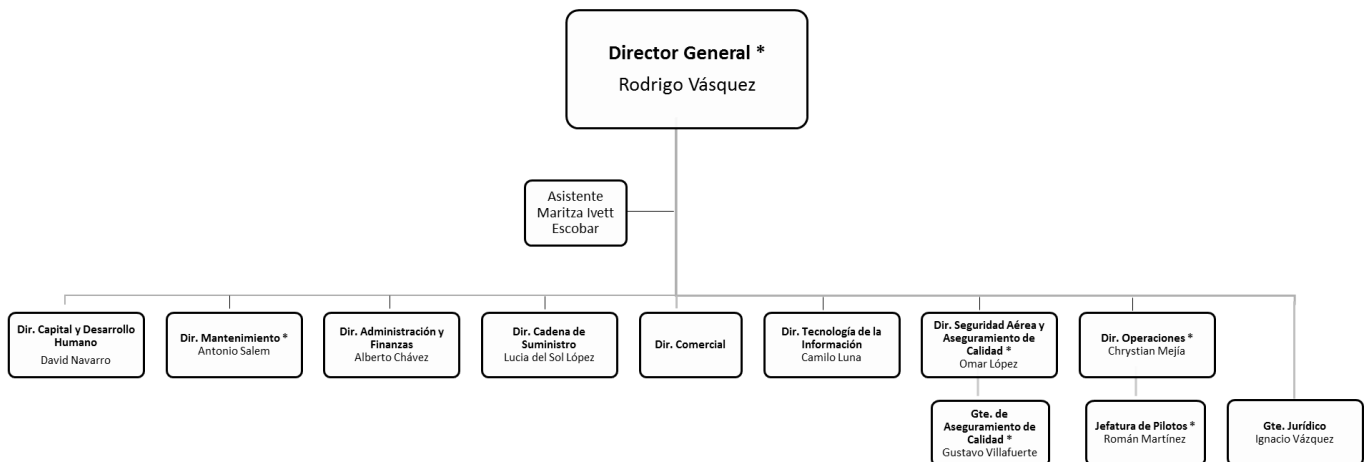 Director General *
Rodrigo Vásquez
Asistente
Maritza Ivett
Escobar
Dir. Capital y Desarrollo
Humano
David Navarro
Dir. Mantenimiento *
Antonio Salem
Dir. Administración y
Finanzas
Alberto Chávez
Dir. Cadena de
Suministro
Lucia del Sol López
Dir. Comercial
Dir. Tecnología de la
Información
Camilo Luna
Dir. Seguridad Aérea y
Aseguramiento de
Calidad *
Omar López
Dir. Operaciones *
Chrystian Mejía
Gte. de
Aseguramiento de
Calidad *
Gustavo Villafuerte
Jefatura de Pilotos *
Román Martínez
Gte. Jurídico
Ignacio Vázquez